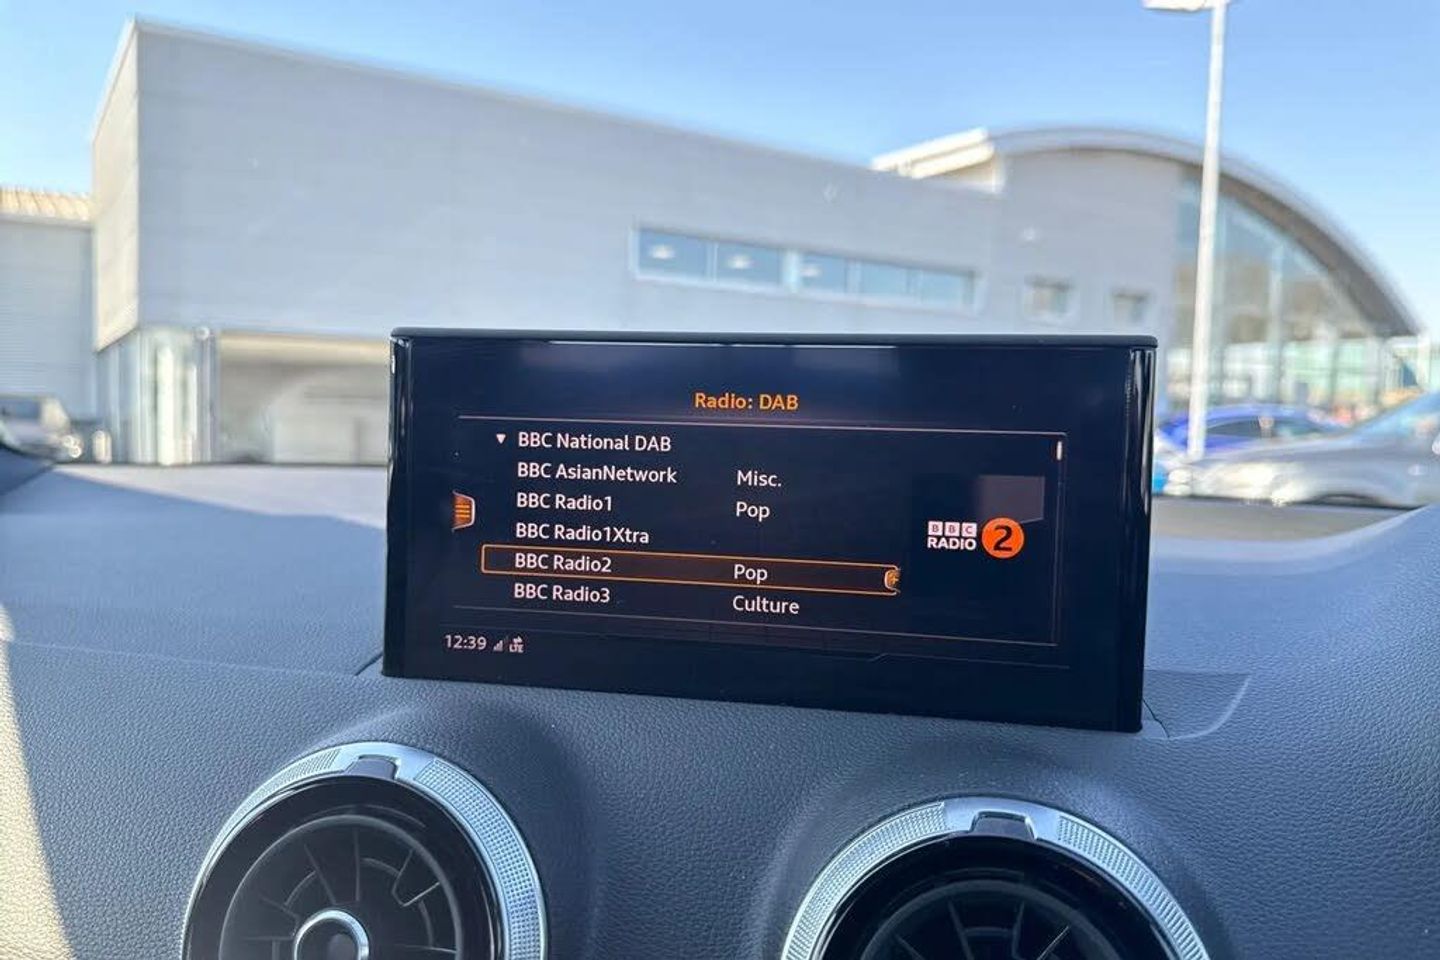 Radio: DAB
▼ BBC National DAB
BBC AsianNetwork Misc.
BBC Radio1 Pop
BBC Radio1Xtra
BBC Radio2 Pop
BBC Radio3 Culture
BBC
RADIO 2
12:39 LTE